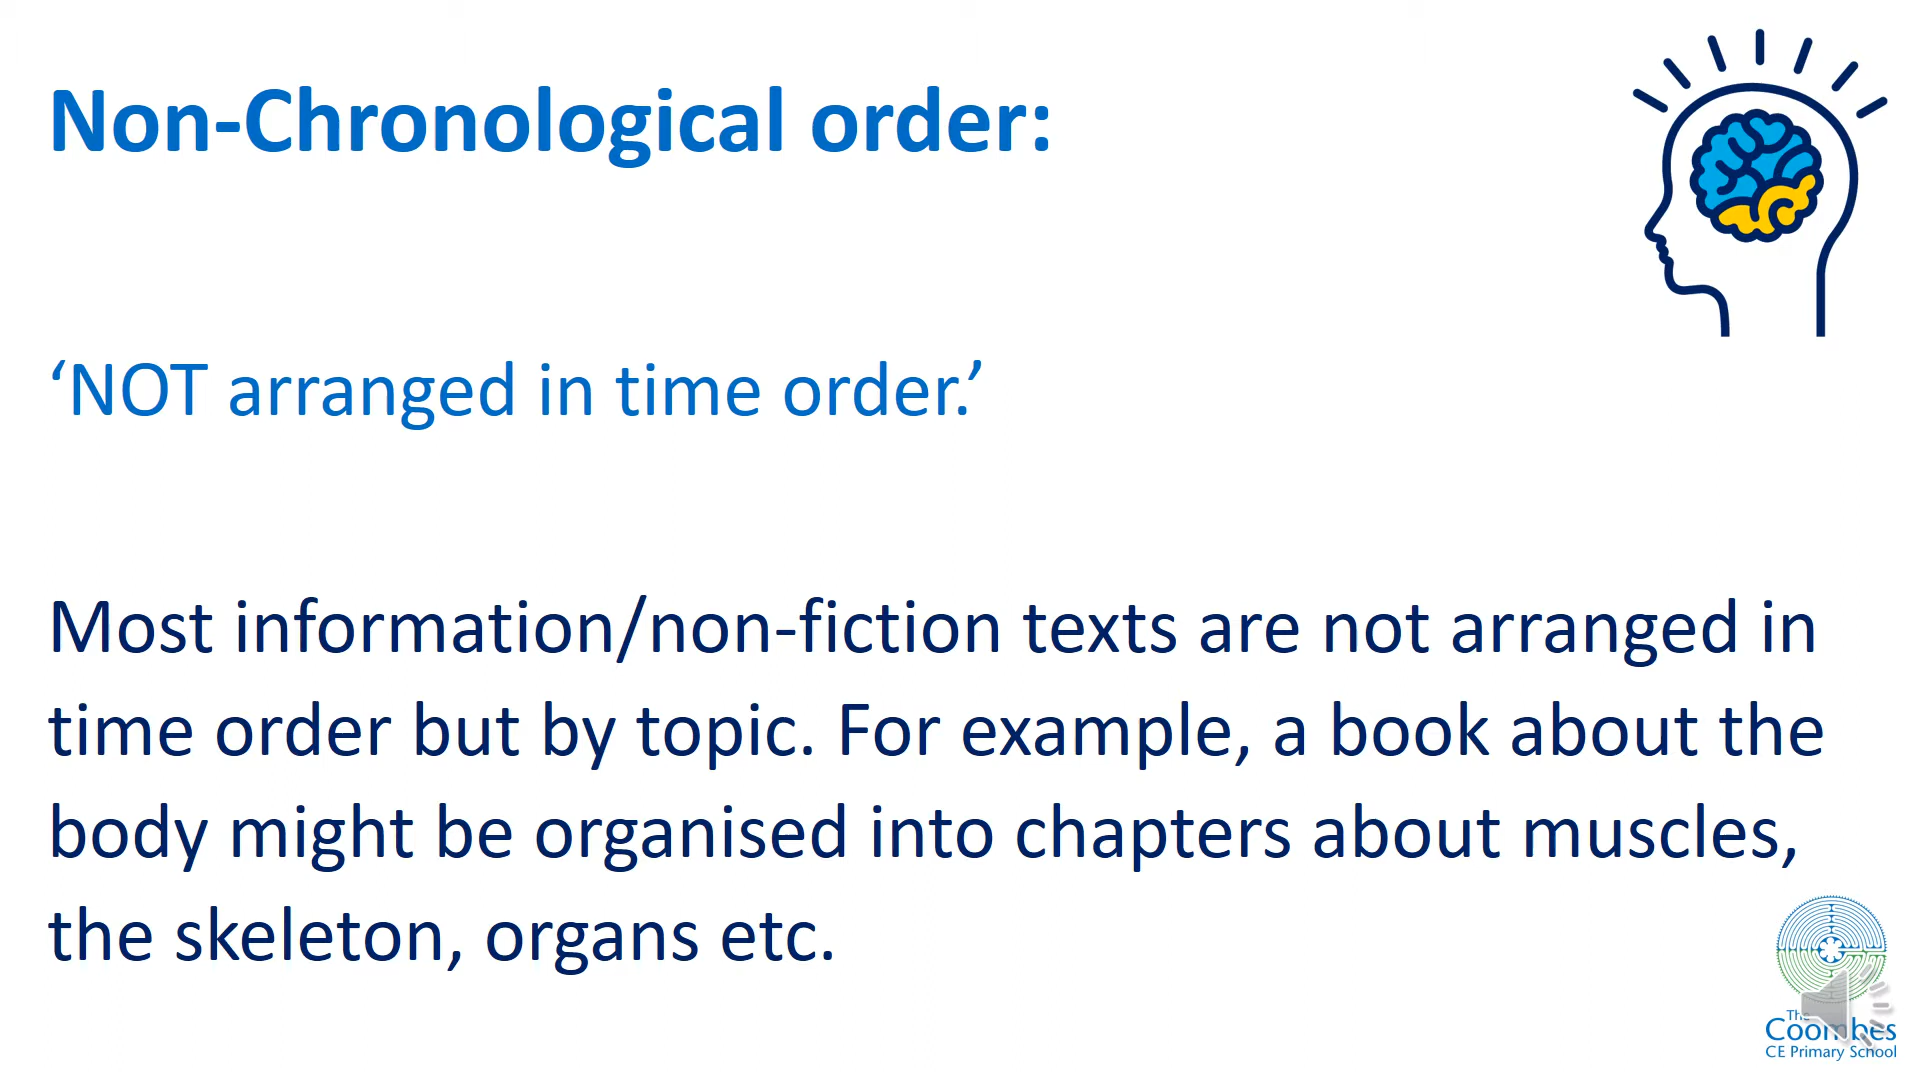 Non-Chronological order:
‘NOT arranged in time order.’
Most information/non-fiction texts are not arranged in
time order but by topic. For example, a book about the
body might be organised into chapters about muscles,
the skeleton, organs etc.
The
Coombes
CE Primary School